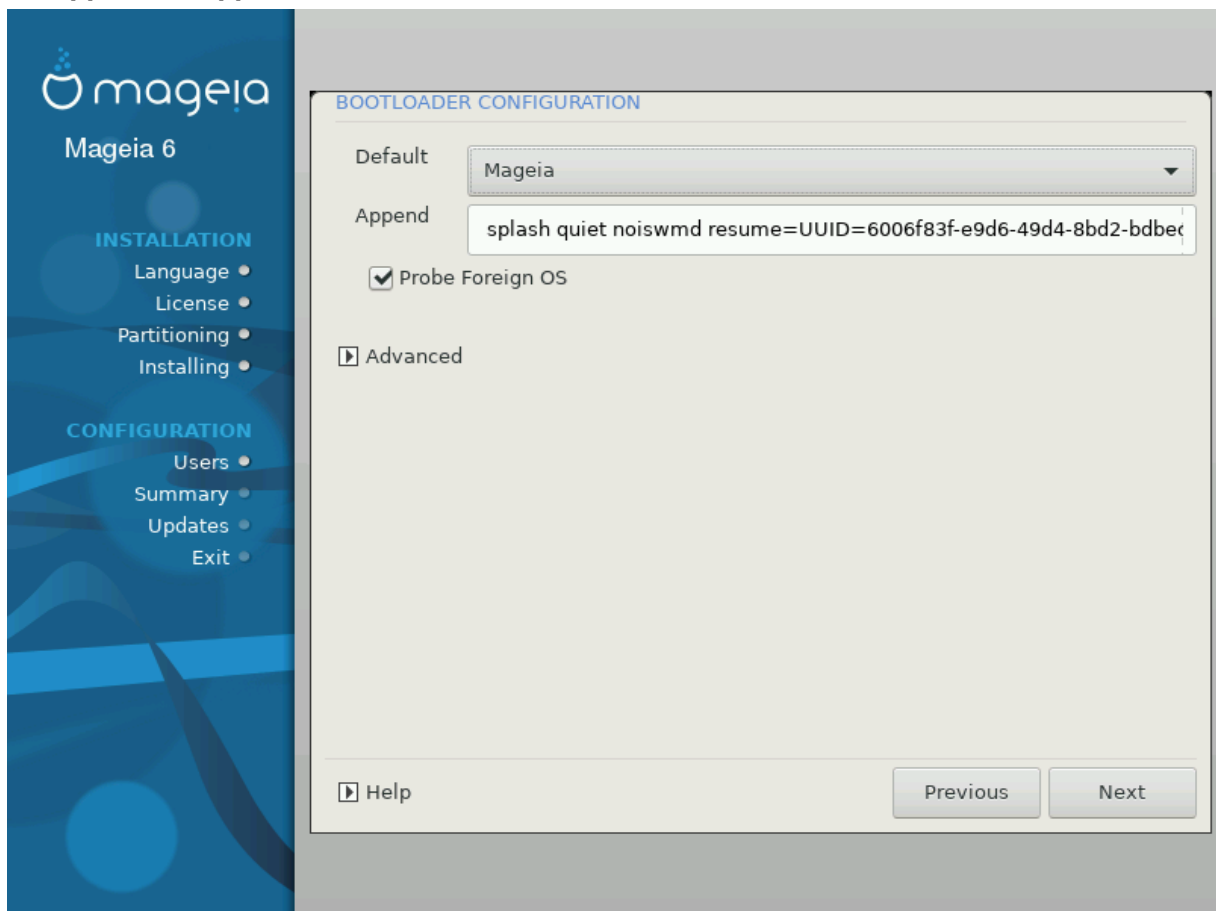 mageia
Mageia 6
INSTALLATION
Language
License
Partitioning
Installing
CONFIGURATION
Users
Summary
Updates
Exit
BOOTLOADER CONFIGURATION
Default
Mageia
Append
splash quiet noiswmd resume=UUID=6006f83f-e9d6-49d4-8bd2-bdbec
Probe Foreign OS
Advanced
Help
Previous
Next